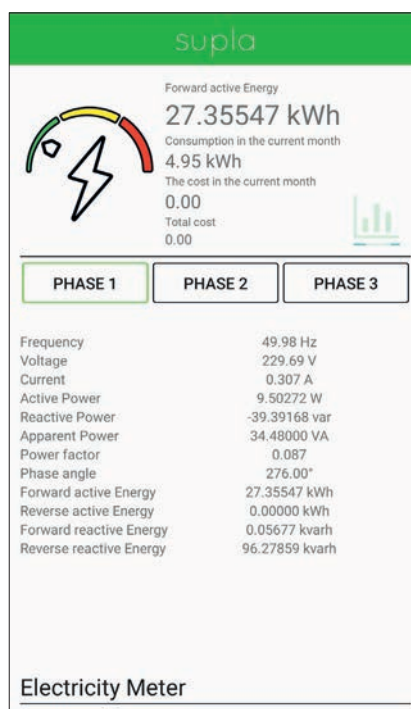 supla
Forward active Energy
27.35547 kWh
Consumption in the current month
4.95 kWh
The cost in the current month
0.00
Total cost
0.00
PHASE 1 PHASE 2 PHASE 3
Frequency 49.98 Hz
Voltage 229.69 V
Current 0.307 A
Active Power 9.50272 W
Reactive Power -39.39168 var
Apparent Power 34.48000 VA
Power factor 0.087
Phase angle 276.00°
Forward active Energy 27.35547 kWh
Reverse active Energy 0.00000 kWh
Forward reactive Energy 0.05677 kvarh
Reverse reactive Energy 96.27859 kvarh
Electricity Meter